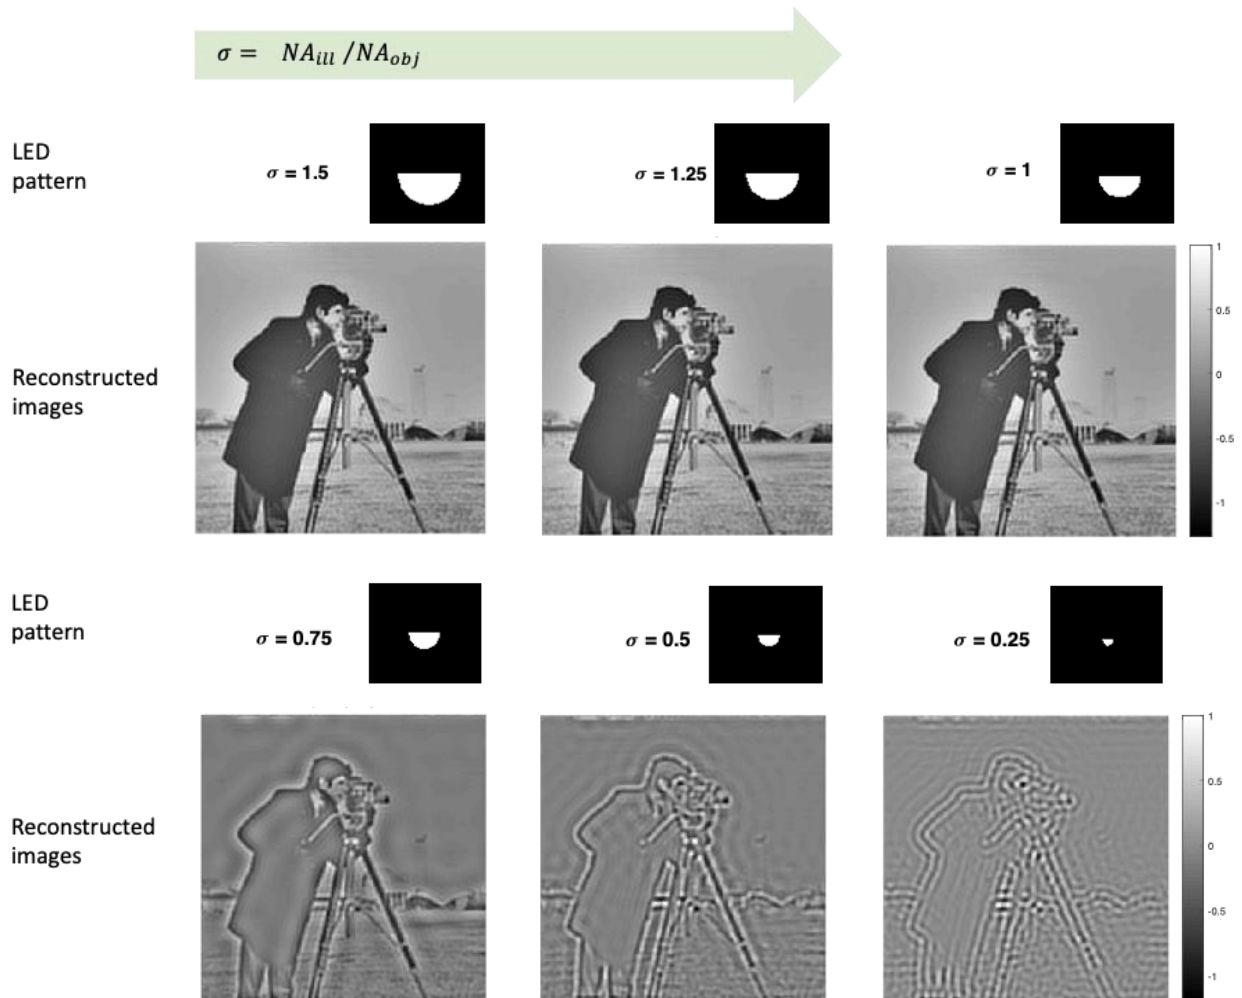 σ = NA_ill / NA_obj
LED
pattern
σ = 1.5
σ = 1.25
σ = 1
Reconstructed
images
1
0.5
0
-0.5
-1
LED
pattern
σ = 0.75
σ = 0.5
σ = 0.25
Reconstructed
images
1
0.5
0
-0.5
-1